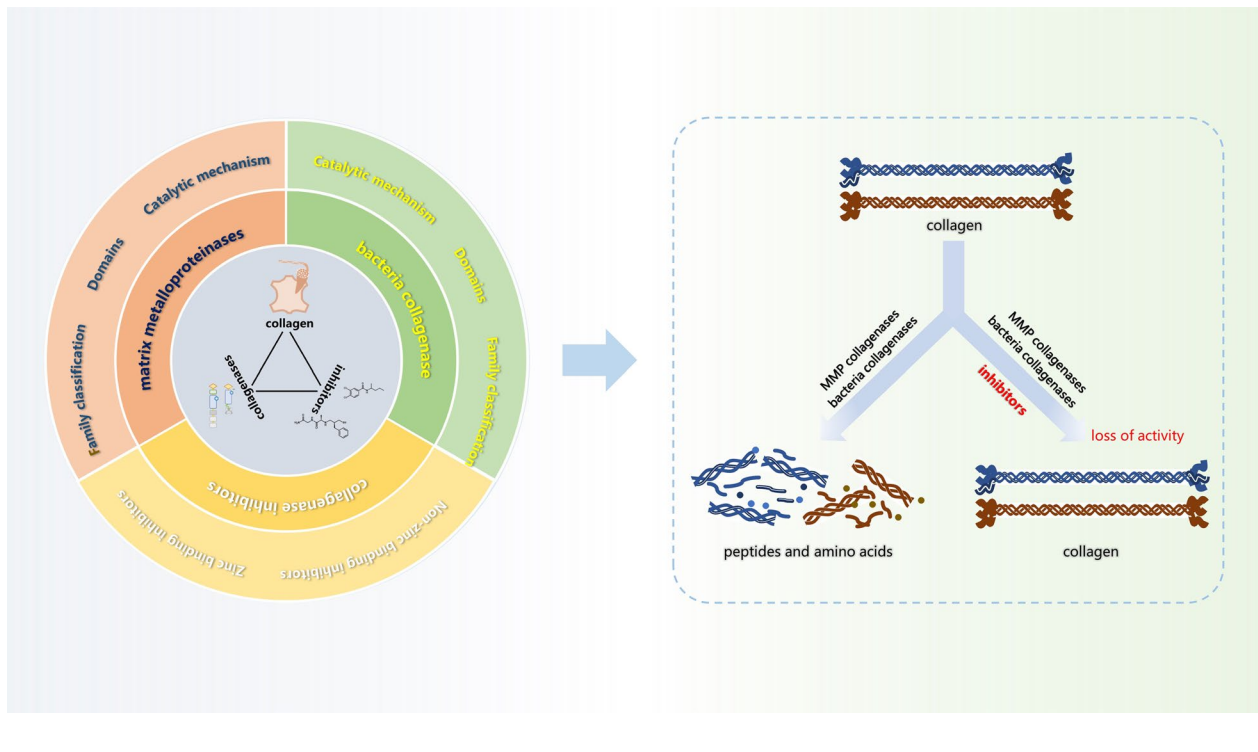 Catalytic mechanism
Domains
Family classification
matrix metalloproteinases
Catalytic mechanism
Domains
Family classification
bacteria collagenase
collagen
collagenases
inhibitors
collagenase inhibitors
Zinc binding inhibitors
Non-zinc binding inhibitors
collagen
MMP collagenases
bacteria collagenases
MMP collagenases
bacteria collagenases
inhibitors
loss of activity
peptides and amino acids
collagen